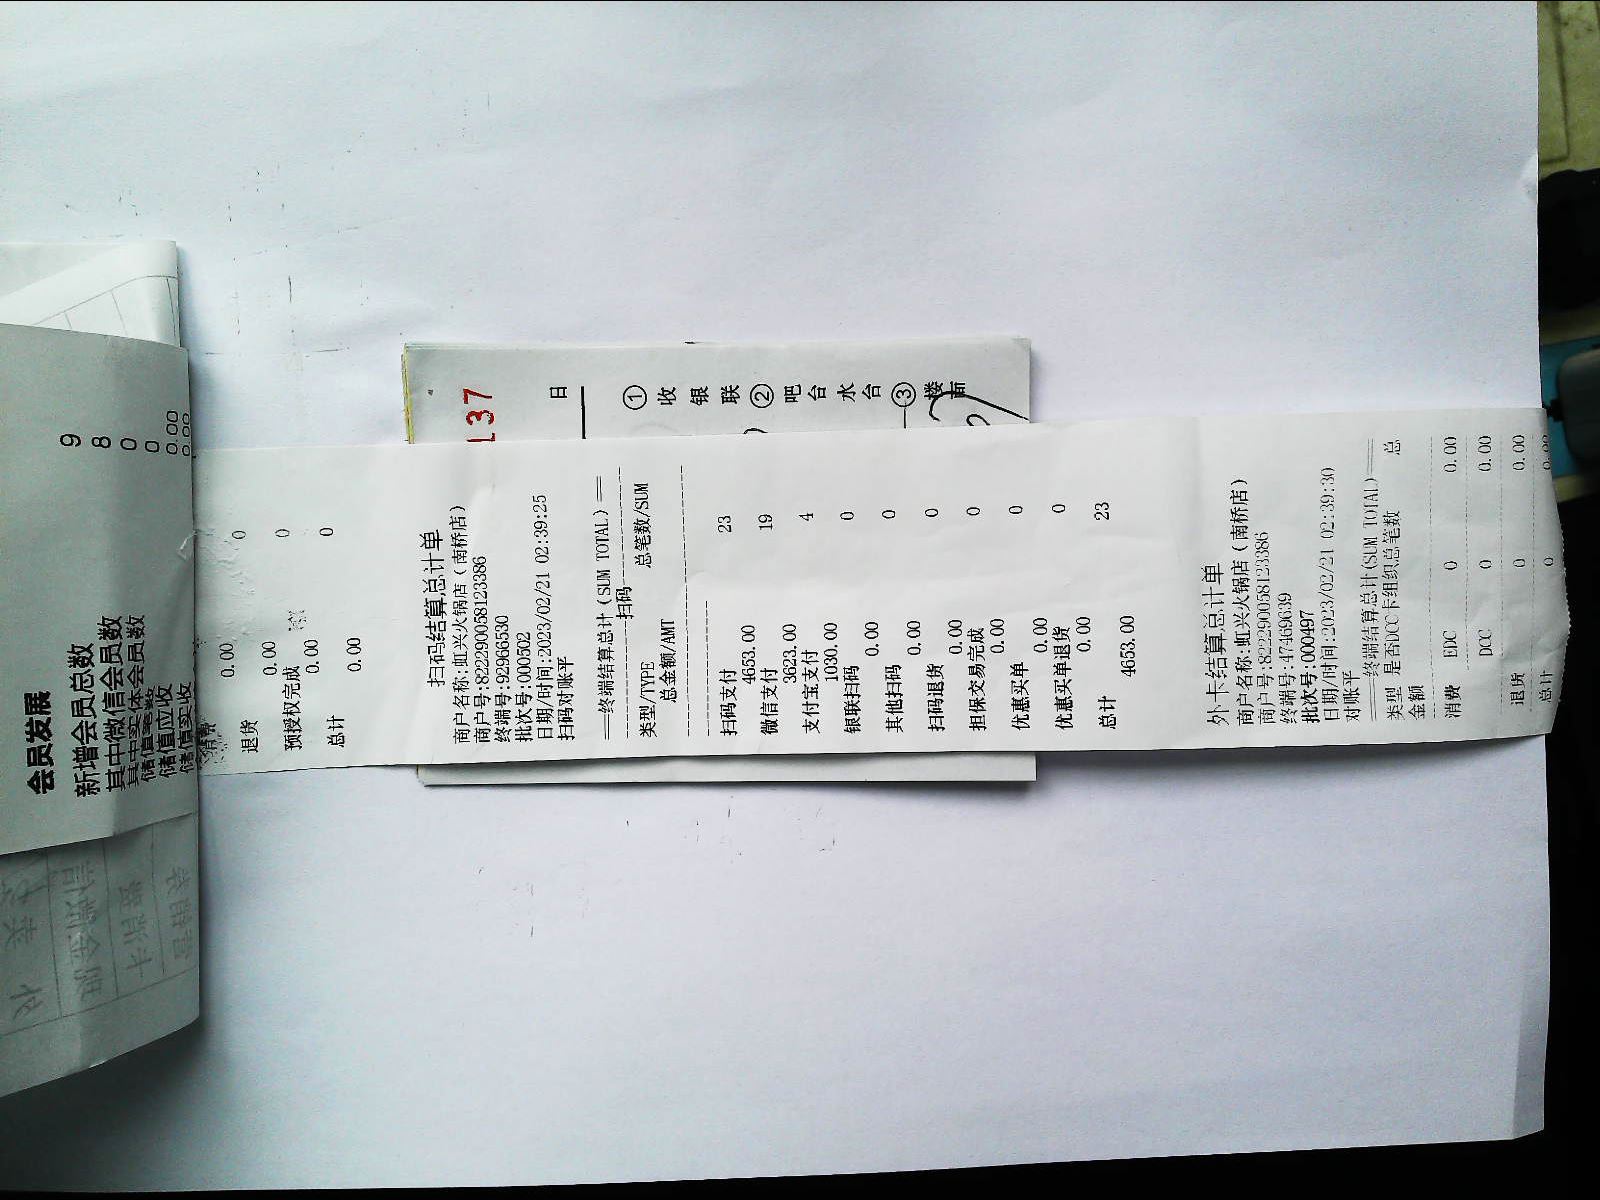 会员发展
新增会员总数 9
其中微信会员数 8
其中实体会员数 0
储值笔数 0
储值应收 0.00
储值实收 0.00
消费 0
0.00
退货 0
0.00
预授权完成
0.00
总计 0
0.00
137
日
① 收银联 ② 吧台水台 ③ 楼面
扫码结算总计单
商户名称:虹兴火锅店(南桥店)
商户号:822290058123386
终端号:92966530
批次号:000502
日期/时间:2023/02/21 02:39:25
扫码对账平
===终端结算总计(SUM TOTAL)===
扫码
类型/TYPE 总笔数/SUM
总金额/AMT
扫码支付 23
4653.00
微信支付 19
3623.00
支付宝支付 4
1030.00
银联扫码 0
0.00
其他扫码 0
0.00
扫码退货 0
0.00
担保交易完成 0
0.00
优惠买单 0
0.00
优惠买单退货 0
0.00
总计 23
4653.00
外卡结算总计单
商户名称:虹兴火锅店(南桥店)
商户号:822290058123386
终端号:47469639
批次号:000497
日期/时间:2023/02/21 02:39:30
对账平
===终端结算总计(SUM TOTAL)===
类型 是否DCC 卡组织 总笔数 总
金额
消费 EDC 0 0.00
DCC 0 0.00
退货 0 0.00
总计 0 0.00